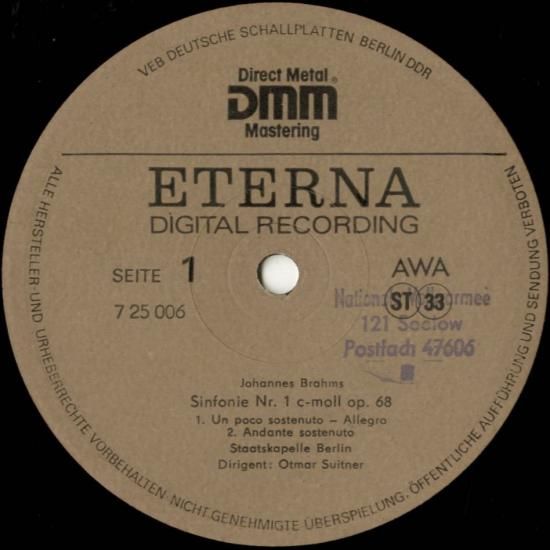 VEB DEUTSCHE SCHALLPLATTEN BERLIN DDR
Direct Metal
DMM®
Mastering
ETERNA
DIGITAL RECORDING
SEITE 1
AWA
7 25 006
ST 33
Nationale Volksarmee
121 Seelow
Postfach 47606
Johannes Brahms
Sinfonie Nr. 1 c-moll op. 68
1. Un poco sostenuto – Allegro
2. Andante sostenuto
Staatskapelle Berlin
Dirigent: Otmar Suitner
ALLE HERSTELLER- UND URHEBERRECHTE VORBEHALTEN NICHT GENEHMIGTE ÜBERSPIELUNG, ÖFFENTLICHE AUFFÜHRUNG UND SENDUNG VERBOTEN